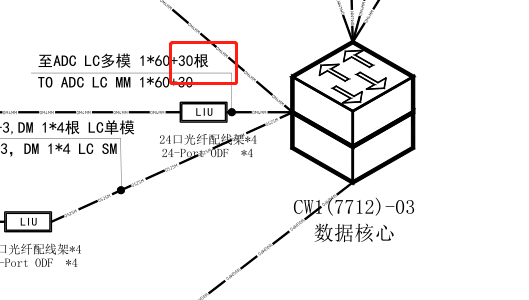 至ADC LC多模 1*60+30根
TO ADC LC MM 1*60+30
LIU
-3,DM 1*4根 LC单模
3, DM 1*4 LC SM
24口光纤配线架*4
24-Port ODF *4
CW1(7712)-03
数据核心
LIU
口光纤配线架*4
-Port ODF *4